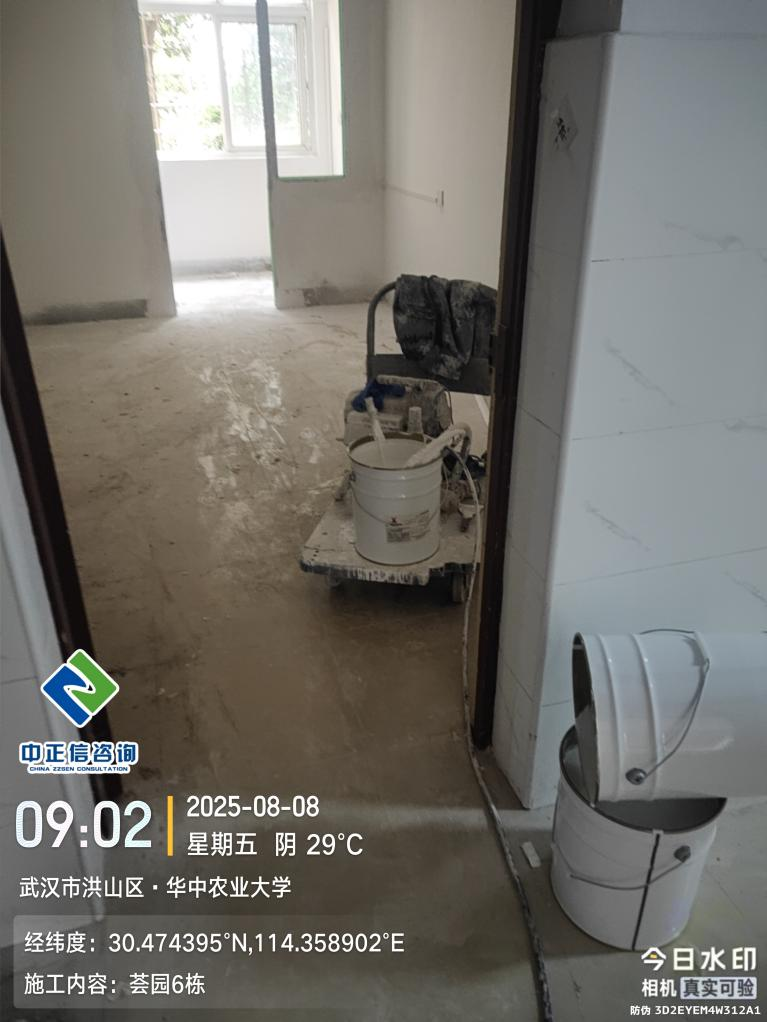 中正信咨询
CHINA ZZSEN CONSULTATION
09:02
2025-08-08
星期五 阴 29℃
武汉市洪山区·华中农业大学
经纬度：30.474395°N,114.358902°E
施工内容：荟园6栋
今日水印
相机 真实可验
防伪 3D2EYEM4W312A1